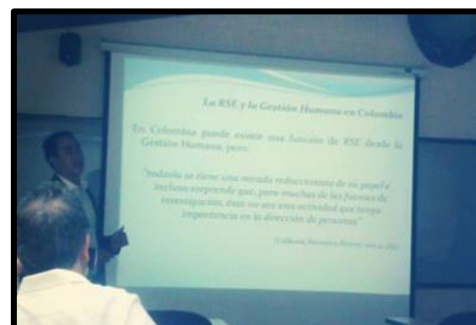 La RSE y la Gestión Humana en Colombia
En Colombia puede existir una función de RSE desde la
Gestión Humana, pero:
"todavía se tiene una mirada reduccionista de su papel e
incluso sorprende que, para muchas de las fuentes de
investigación, ésta no sea una actividad que tenga
importancia en la dirección de personas"
(Calderón,